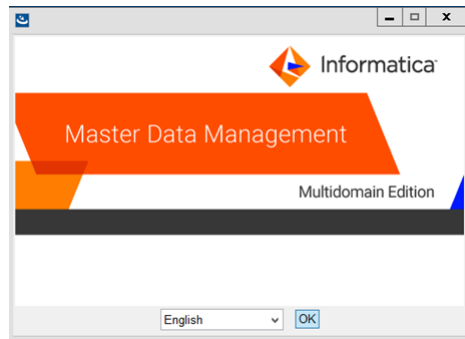 Informatica
Master Data Management
Multidomain Edition
English
OK